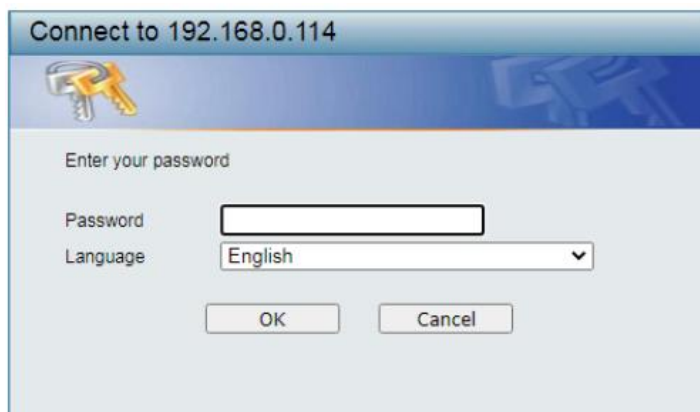 Connect to 192.168.0.114
Enter your password
Password
Language English
OK Cancel